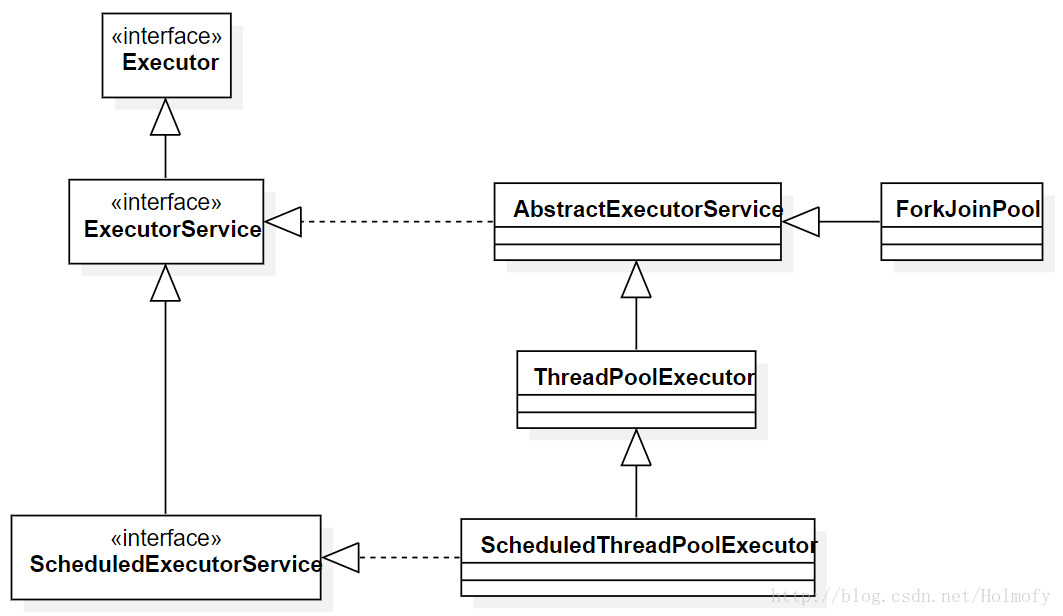 «interface»
Executor
«interface»
ExecutorService
AbstractExecutorService
ForkJoinPool
ThreadPoolExecutor
«interface»
ScheduledExecutorService
ScheduledThreadPoolExecutor
http://blog.csdn.net/Holmofy